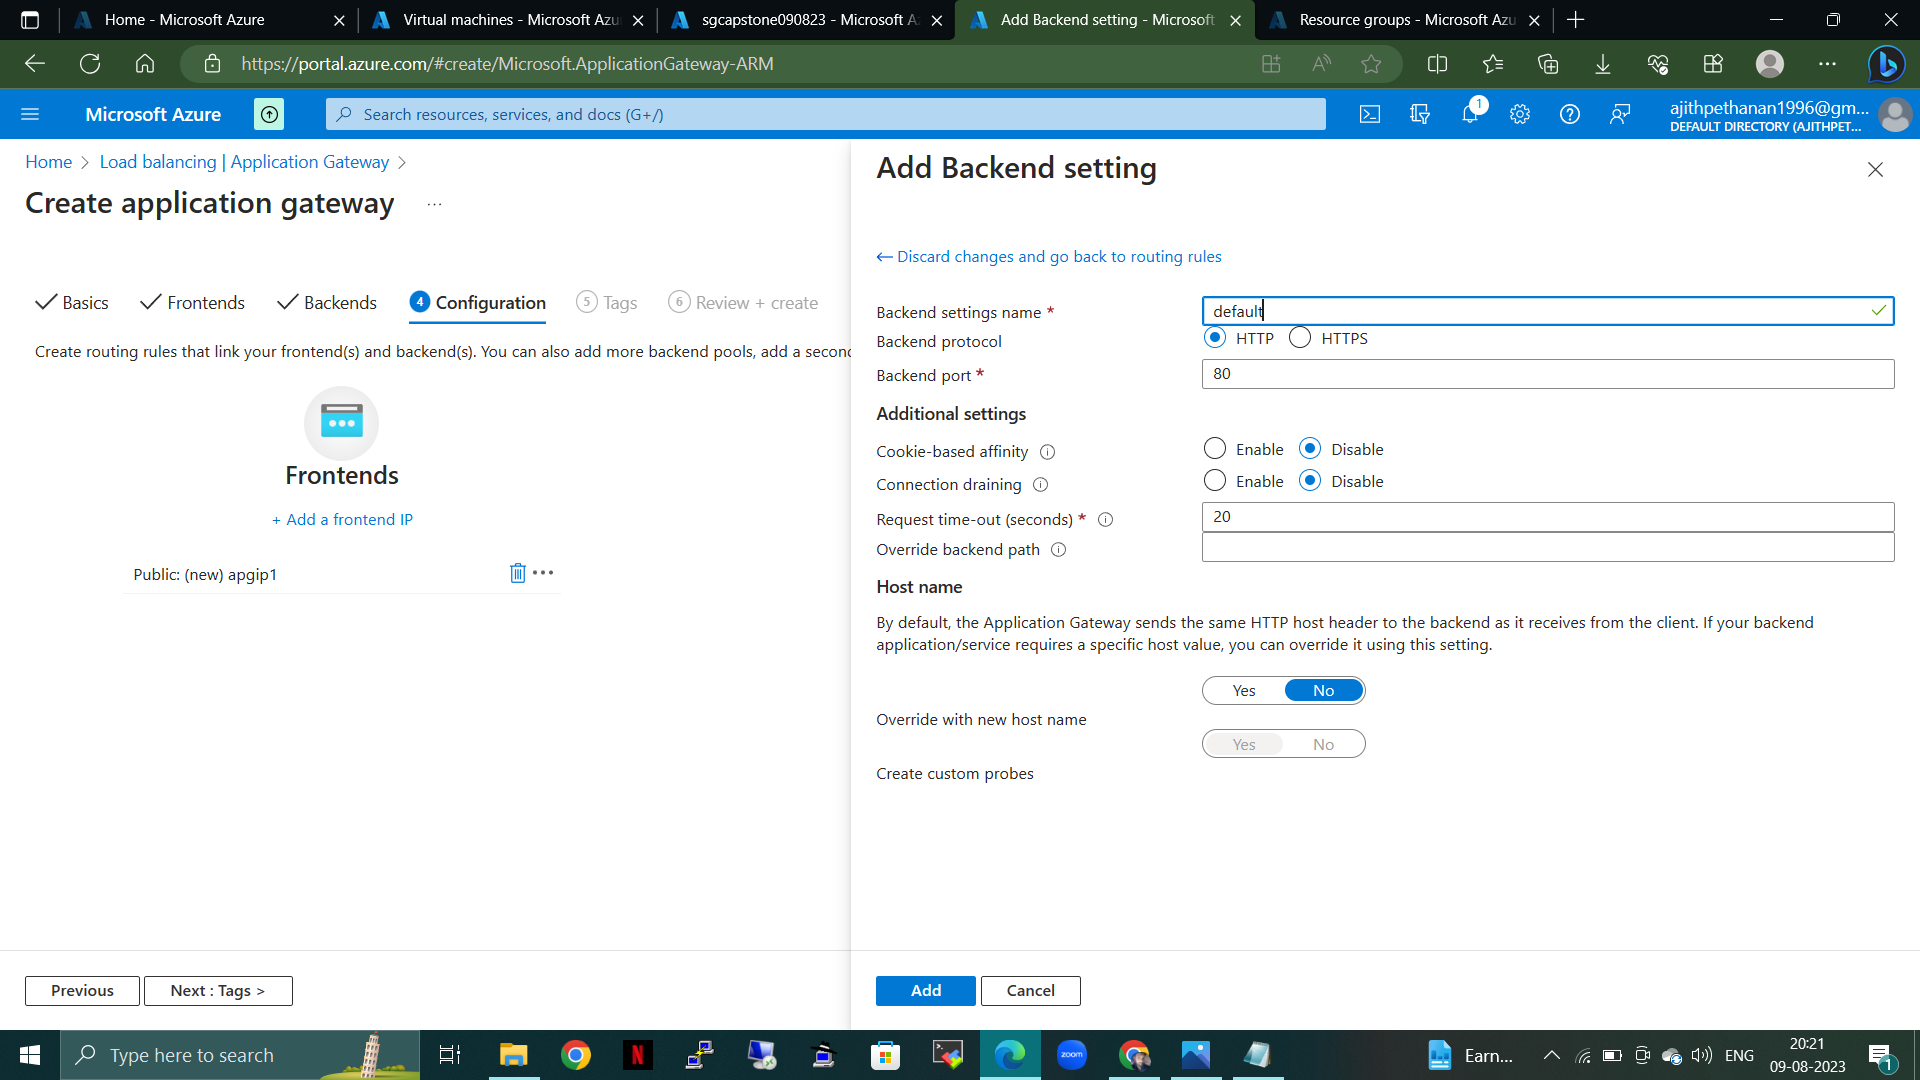 Home - Microsoft Azure
Virtual machines - Microsoft Azu
sgcapstone090823 - Microsoft A
Add Backend setting - Microsoft
Resource groups - Microsoft Azu
https://portal.azure.com/#create/Microsoft.ApplicationGateway-ARM
Microsoft Azure
Search resources, services, and docs (G+/)
1
ajithpethanan1996@gm...
DEFAULT DIRECTORY (AJITHPET...
Home > Load balancing | Application Gateway >
Create application gateway ...
Basics
Frontends
Backends
4 Configuration
5 Tags
6 Review + create
Create routing rules that link your frontend(s) and backend(s). You can also add more backend pools, add a second
Frontends
+ Add a frontend IP
Public: (new) apgip1
Previous
Next : Tags >
Add Backend setting
← Discard changes and go back to routing rules
Backend settings name *
default
Backend protocol
HTTP
HTTPS
Backend port *
80
Additional settings
Cookie-based affinity
Enable
Disable
Connection draining
Enable
Disable
Request time-out (seconds) *
20
Override backend path
Host name
By default, the Application Gateway sends the same HTTP host header to the backend as it receives from the client. If your backend
application/service requires a specific host value, you can override it using this setting.
Yes
No
Override with new host name
Yes
No
Create custom probes
Add
Cancel
Type here to search
N
zoom
Earn...
ENG
20:21
09-08-2023
1